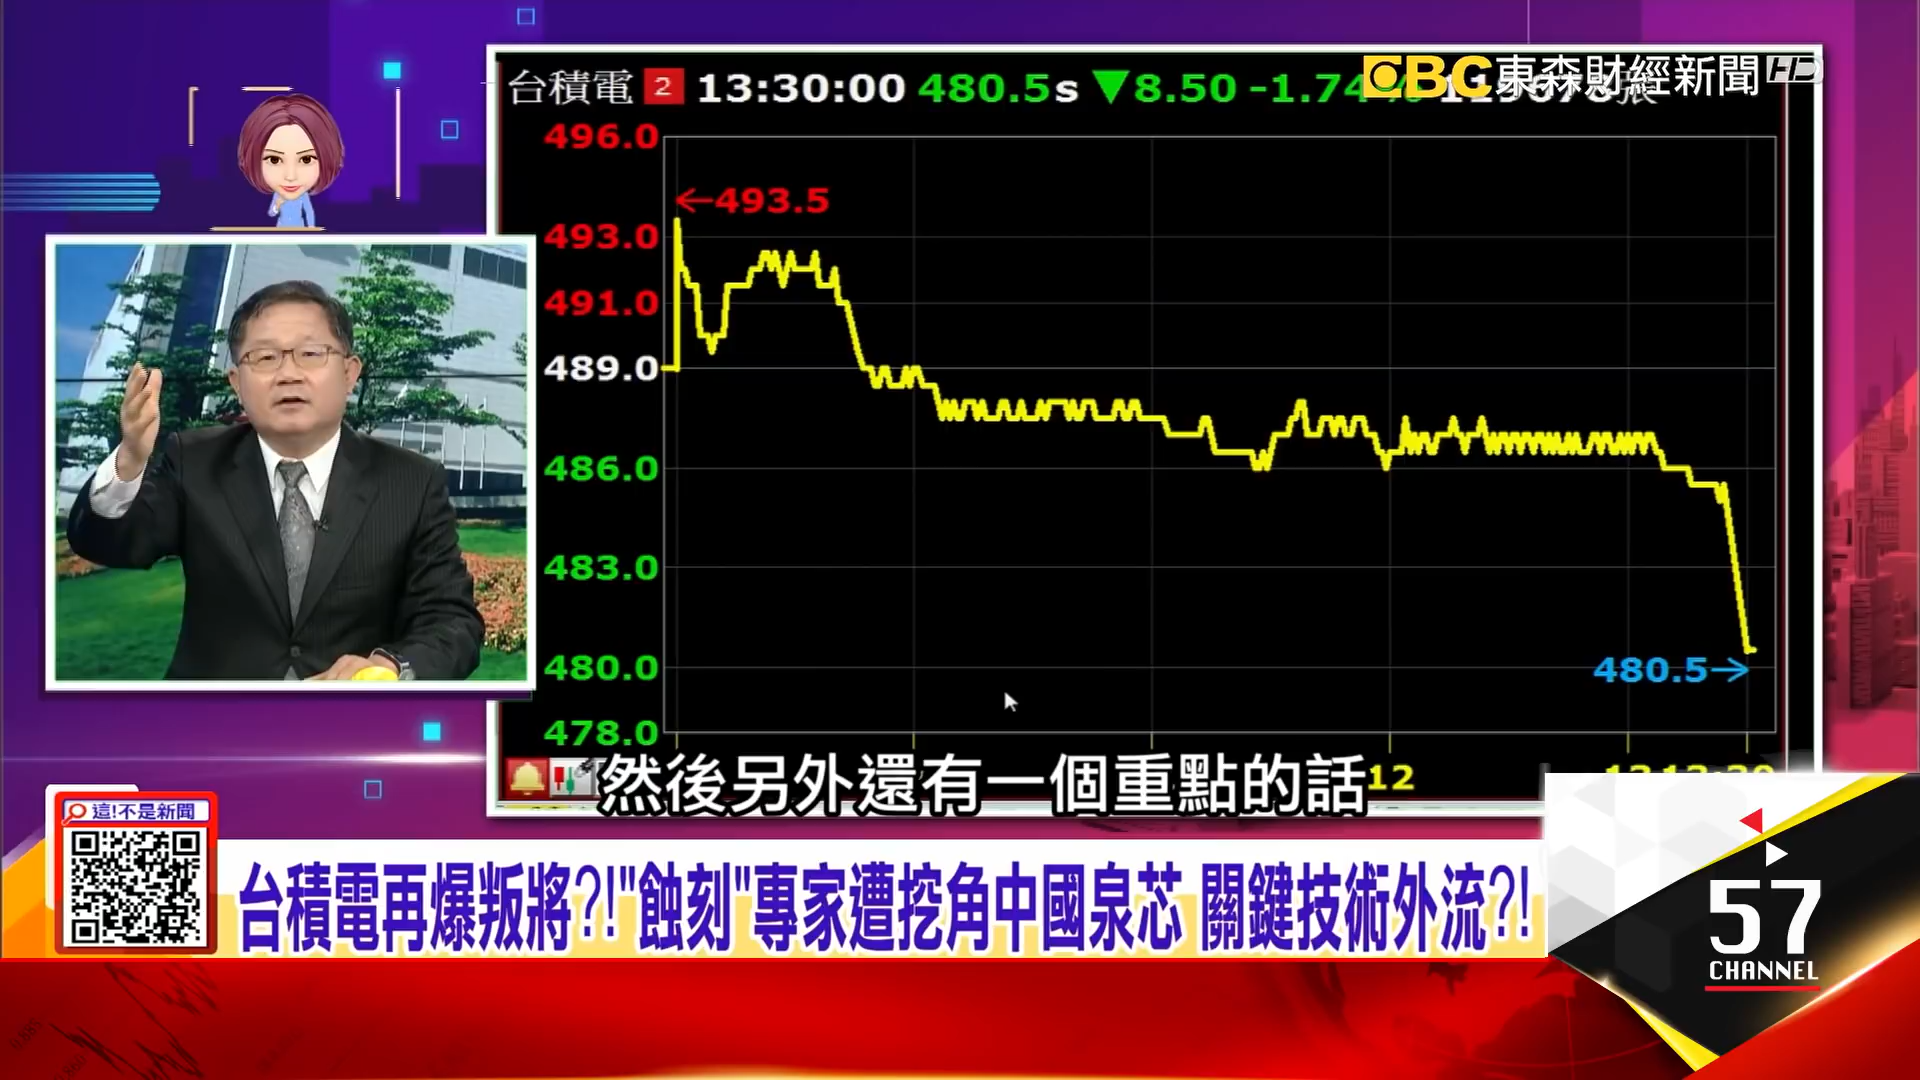 台積電 2 13:30:00 480.5s ▼8.50 -1.74%
EBC 東森財經新聞 HD
496.0
←493.5
493.0
491.0
489.0
486.0
483.0
480.0
480.5→
478.0
12
然後另外還有一個重點的話
這!不是新聞
台積電再爆叛將?!"蝕刻"專家遭挖角中國泉芯 關鍵技術外流?!
57
CHANNEL